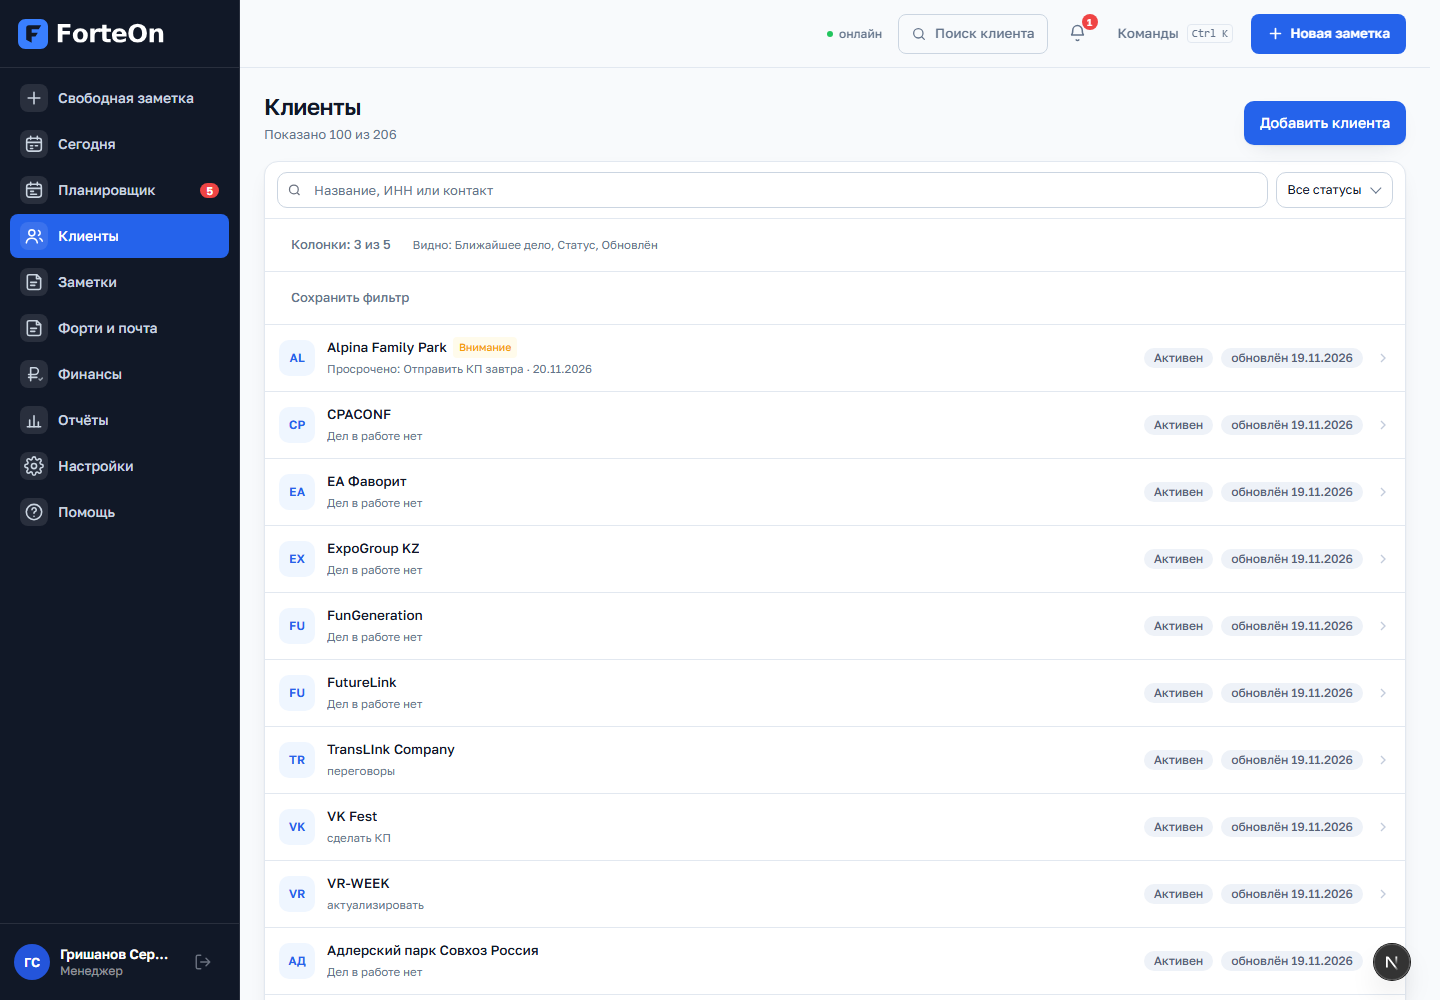 ForteOn
онлайн
Поиск клиента
1
Команды Ctrl K
Новая заметка
Свободная заметка
Сегодня
Планировщик 5
Клиенты
Заметки
Форти и почта
Финансы
Отчёты
Настройки
Помощь
ГС
Гришанов Сер...
Менеджер
Клиенты
Показано 100 из 206
Добавить клиента
Название, ИНН или контакт
Все статусы
Колонки: 3 из 5 Видно: Ближайшее дело, Статус, Обновлён
Сохранить фильтр
AL Alpina Family Park Внимание
Просрочено: Отправить КП завтра · 20.11.2026
Активен обновлён 19.11.2026
CP CPACONF
Дел в работе нет
Активен обновлён 19.11.2026
EA EA Фаворит
Дел в работе нет
Активен обновлён 19.11.2026
EX ExpoGroup KZ
Дел в работе нет
Активен обновлён 19.11.2026
FU FunGeneration
Дел в работе нет
Активен обновлён 19.11.2026
FU FutureLink
Дел в работе нет
Активен обновлён 19.11.2026
TR TransLInk Company
переговоры
Активен обновлён 19.11.2026
VK VK Fest
сделать КП
Активен обновлён 19.11.2026
VR VR-WEEK
актуализировать
Активен обновлён 19.11.2026
АД Адлерский парк Совхоз Россия
Дел в работе нет
Активен обновлён 19.11.2026
N